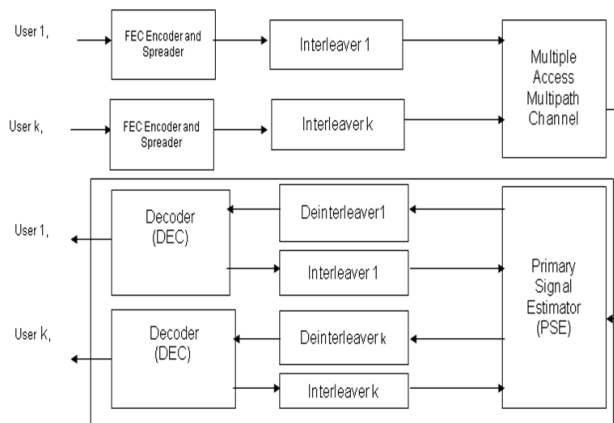 User 1,
FEC Encoder and
Spreader
Interleaver 1
Multiple
Access
Multipath
Channel
User k,
FEC Encoder and
Spreader
Interleaver k
User 1,
Decoder
(DEC)
Deinterleaver1
Interleaver 1
Primary
Signal
Estimator
(PSE)
User k,
Decoder
(DEC)
Deinterleaver k
Interleaver k